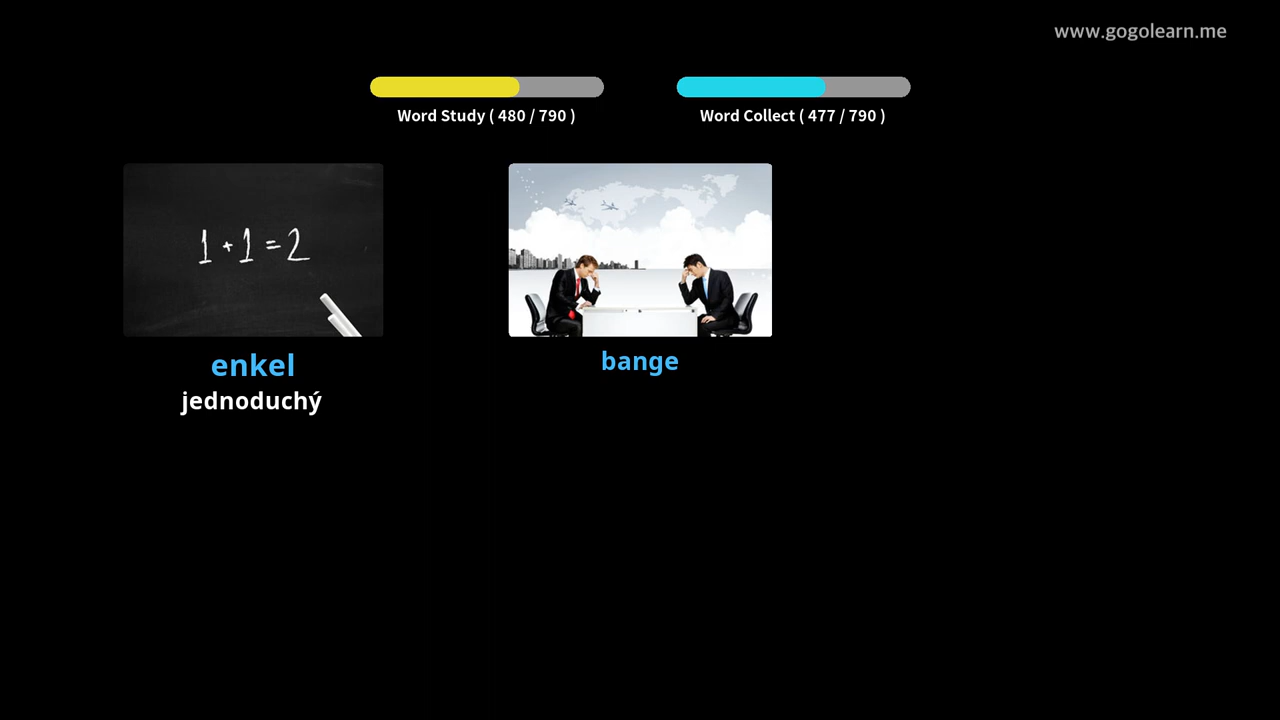 www.gogolearn.me
Word Study ( 480 / 790 )
Word Collect ( 477 / 790 )
1 + 1 = 2
enkel
jednoduchý
bange